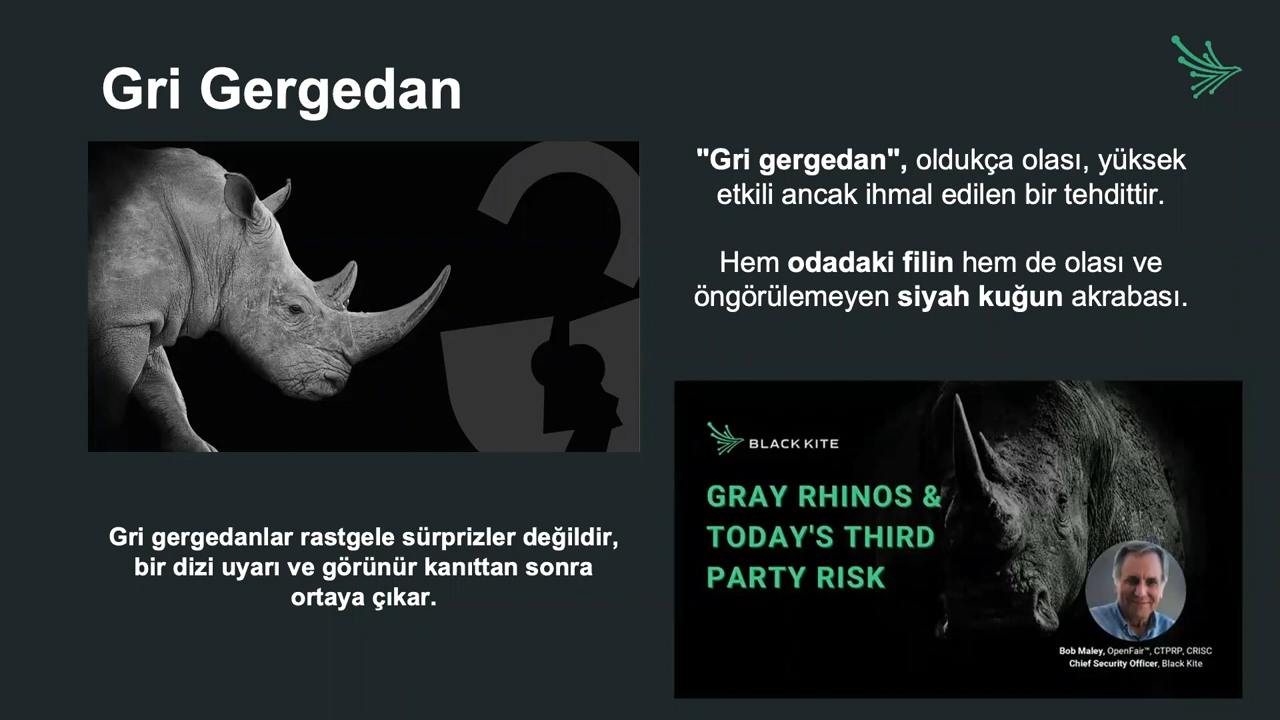 Gri Gergedan
"Gri gergedan", oldukça olası, yüksek
etkili ancak ihmal edilen bir tehdittir.
Hem odadaki filin hem de olası ve
öngörülemeyen siyah kuğun akrabası.
Gri gergedanlar rastgele sürprizler değildir,
bir dizi uyarı ve görünür kanıttan sonra
ortaya çıkar.
BLACK KITE
GRAY RHINOS &
TODAY'S THIRD
PARTY RISK
Bob Maley, OpenFair™, CTPRP, CRISC
Chief Security Officer, Black Kite